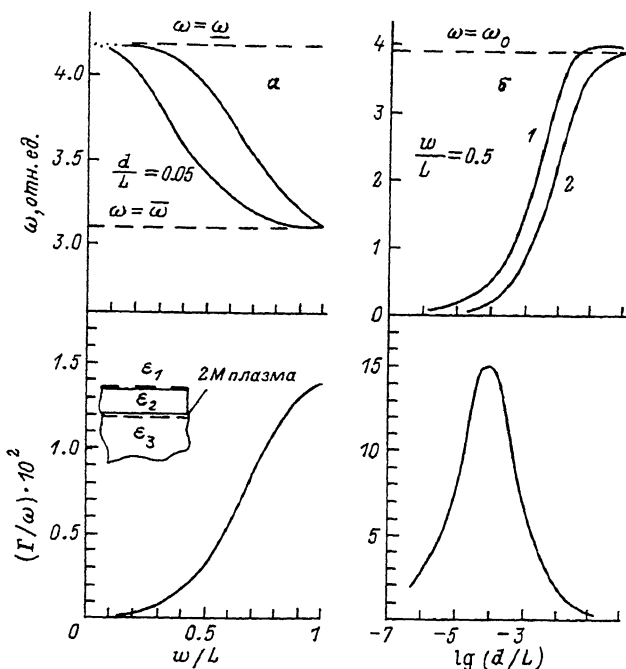 ω = ω̲
4.0
а
d/L = 0.05
3.5
ω = ω̄
3.0
ω, отн. ед.
ω = ω₀
4
б
3
1
w/L = 0.5
2
2
1
0
1.5
ε₁
2М плазма
ε₂
ε₃
1.0
0.5
0
(Γ/ω)·10²
0
0.5
1
w/L
15
10
5
-7
-5
-3
lg (d/L)